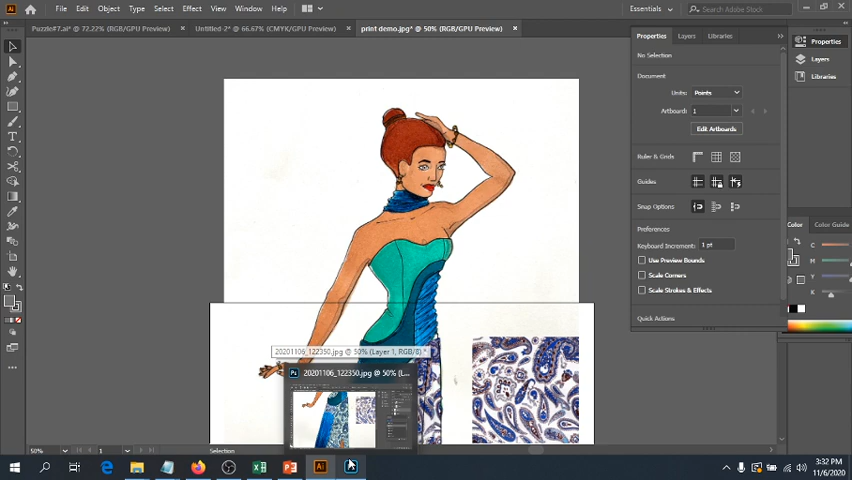 File Edit Object Type Select Effect View Window Help
Essentials
Search Adobe Stock
Puzzle#7.ai* @ 72.22% (RGB/GPU Preview)
Untitled-2* @ 66.67% (CMYK/GPU Preview)
print demo.jpg* @ 50% (RGB/GPU Preview)
Properties Layers Libraries
Properties
Layers
Libraries
No Selection
Document
Units: Points
Artboard: 1
Edit Artboards
Ruler & Grids
Guides
Snap Options
Preferences
Keyboard Increment: 1 pt
Use Preview Bounds
Scale Corners
Scale Strokes & Effects
Quick Actions
Color Color Guide
20201106_122350.jpg @ 50% (Layer 1, RGB/8) *
Ps 20201106_122350.jpg @ 50% (L...
50%
1
Selection
Ai
3:32 PM
11/6/2020